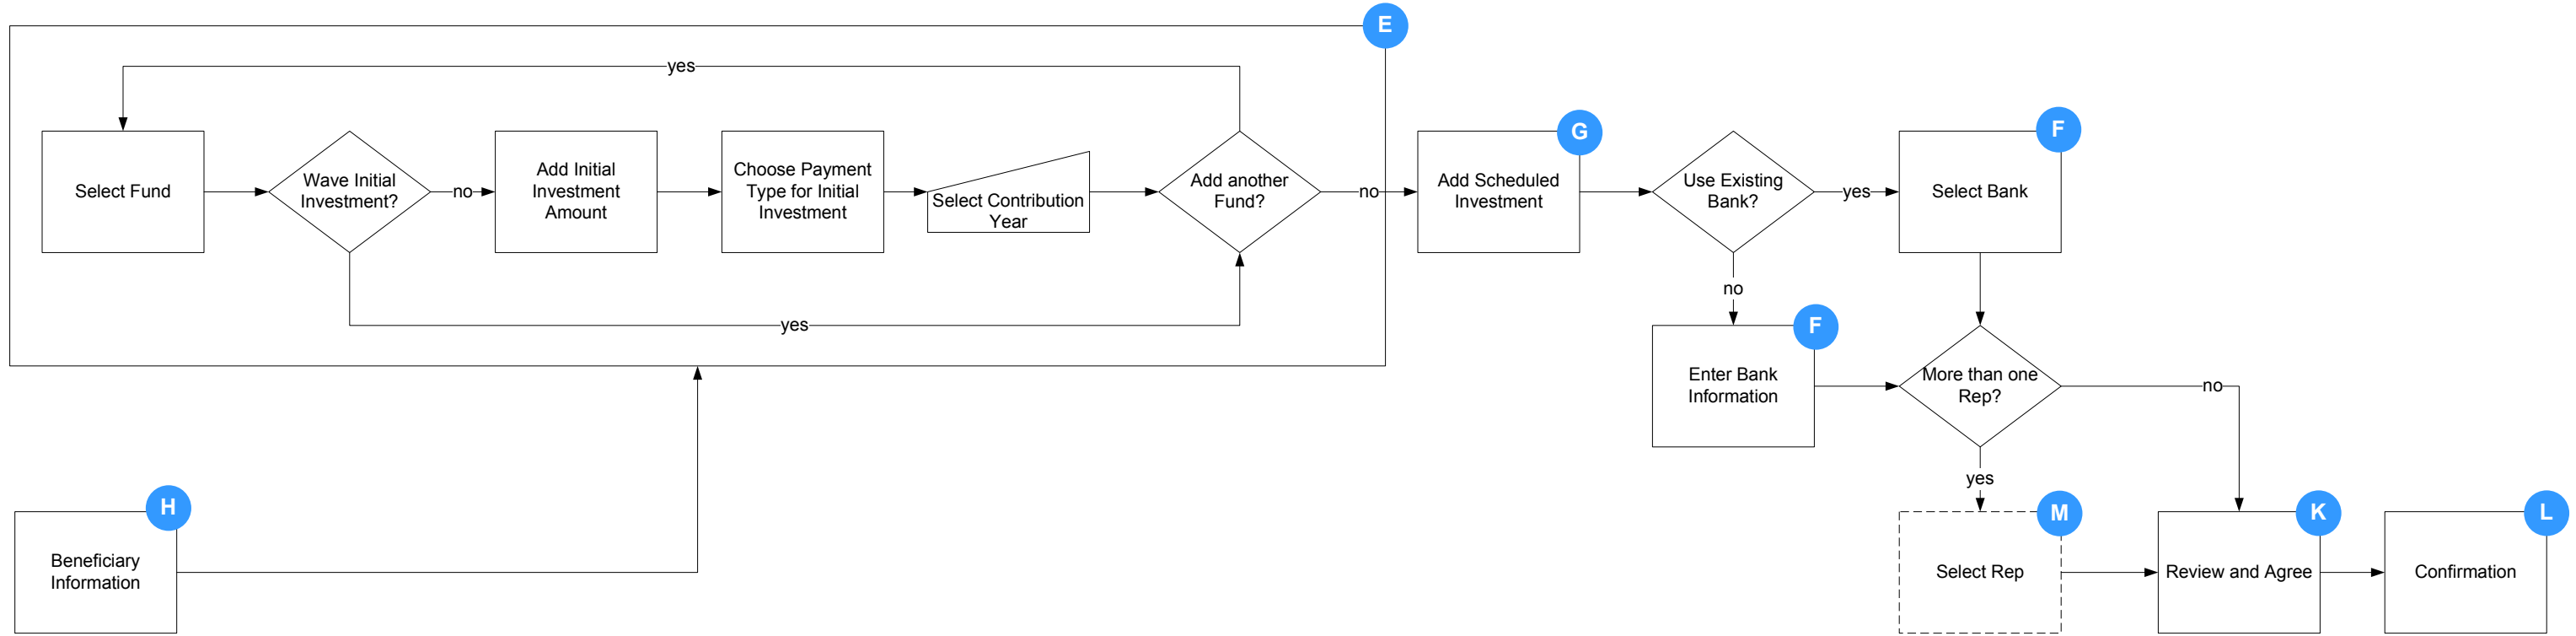 E
yes
G
F
Select Fund
Wave Initial
Investment?
no
Add Initial
Investment
Amount
Choose Payment
Type for Initial
Investment
Select Contribution
Year
Add another
Fund?
no
Add Scheduled
Investment
Use Existing
Bank?
yes
Select Bank
yes
no
F
Enter Bank
Information
More than one
Rep?
no
yes
H
Beneficiary
Information
M
Select Rep
K
Review and Agree
L
Confirmation